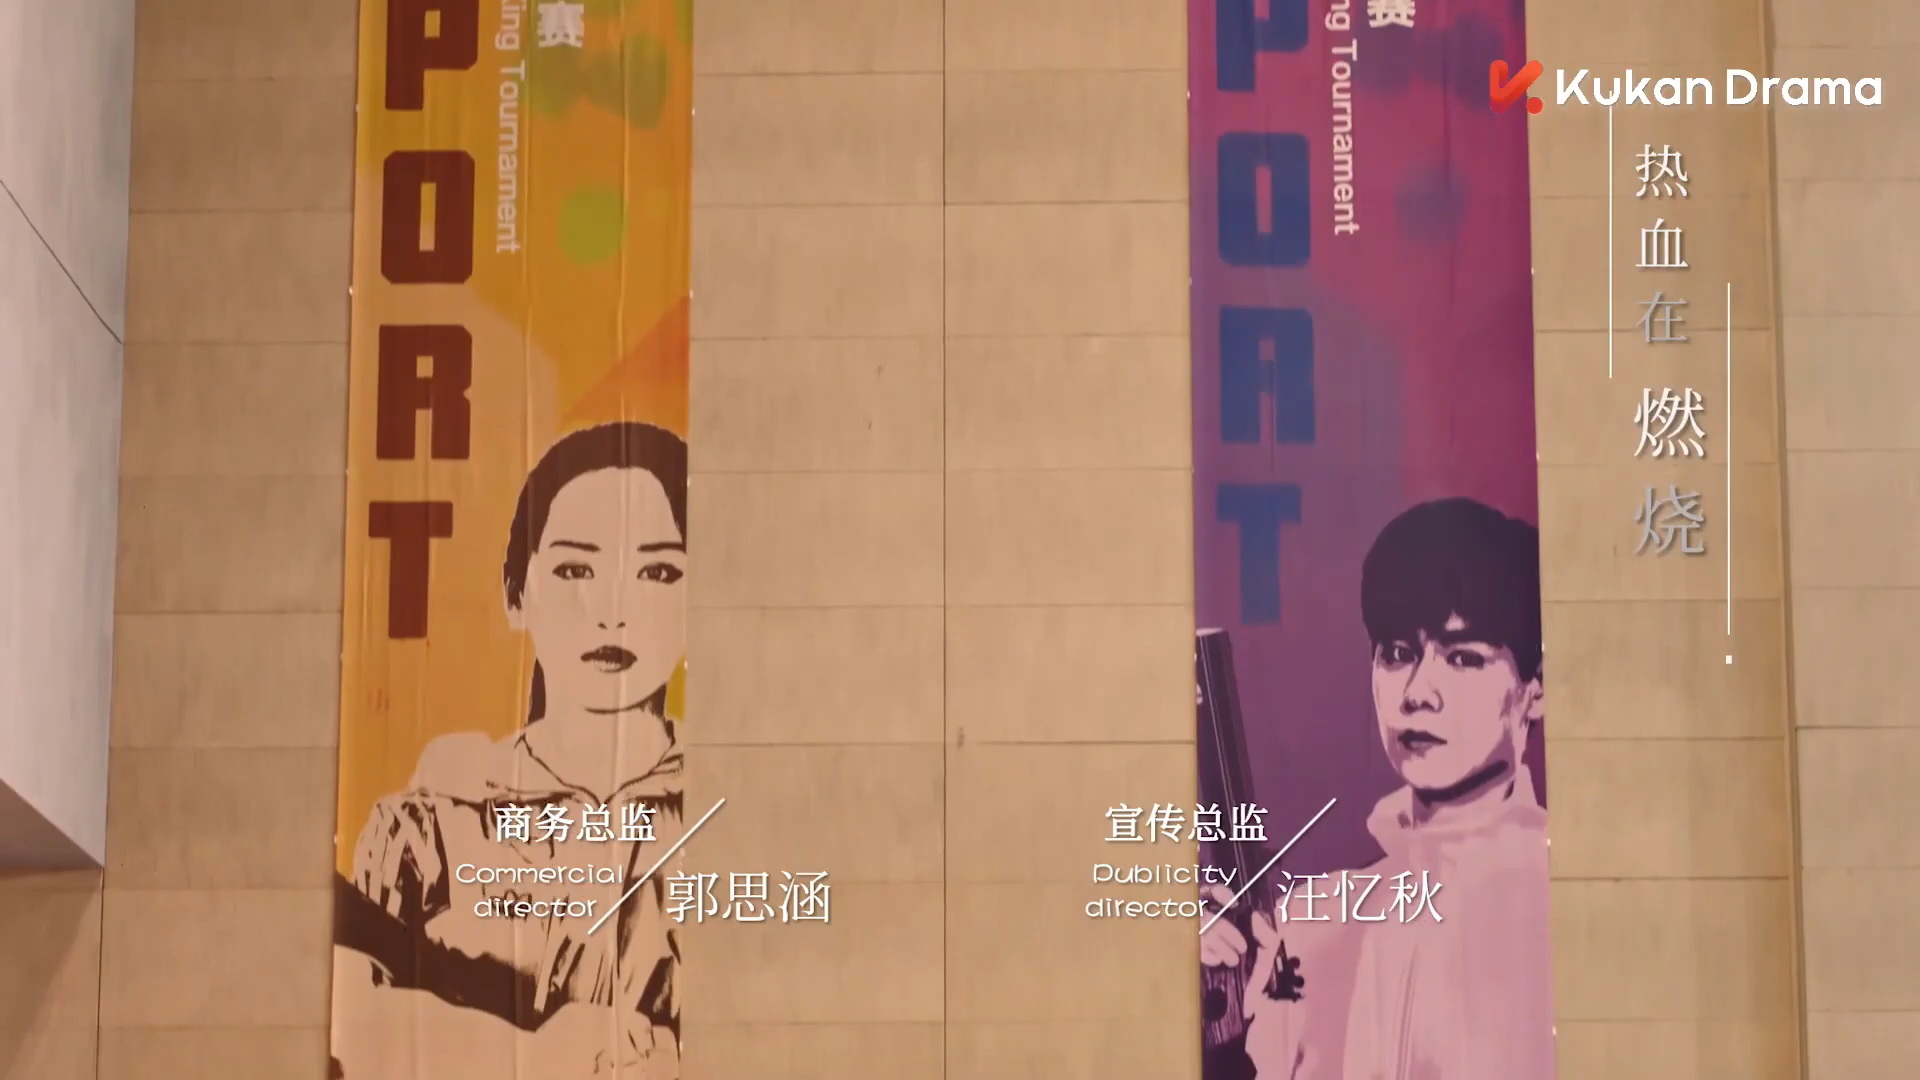 PORT
ing Tournament
赛
PORT
ng Tournament
赛
Kukan Drama
热血在
燃烧
商务总监
Commercial
director
郭思涵
宣传总监
Publicity
director
汪忆秋